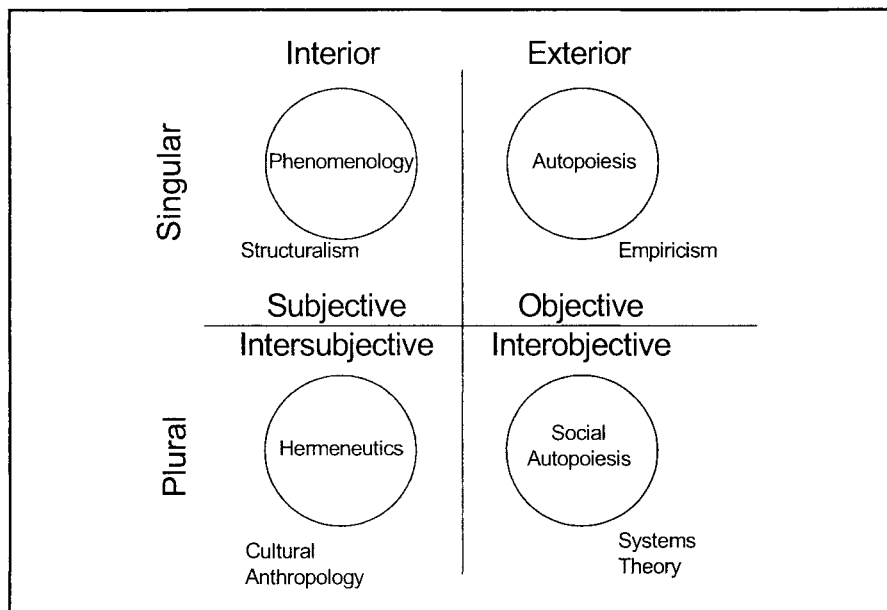 Interior
Exterior
Singular
Phenomenology
Autopoiesis
Structuralism
Empiricism
Subjective
Objective
Intersubjective
Interobjective
Plural
Hermeneutics
Social
Autopoiesis
Cultural
Anthropology
Systems
Theory